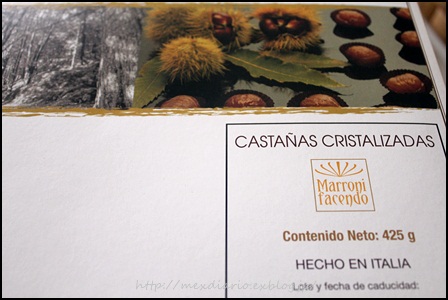 CASTAÑAS CRISTALIZADAS
Marroni
facendo
Contenido Neto: 425 g
HECHO EN ITALIA
Lote y fecha de caducidad: